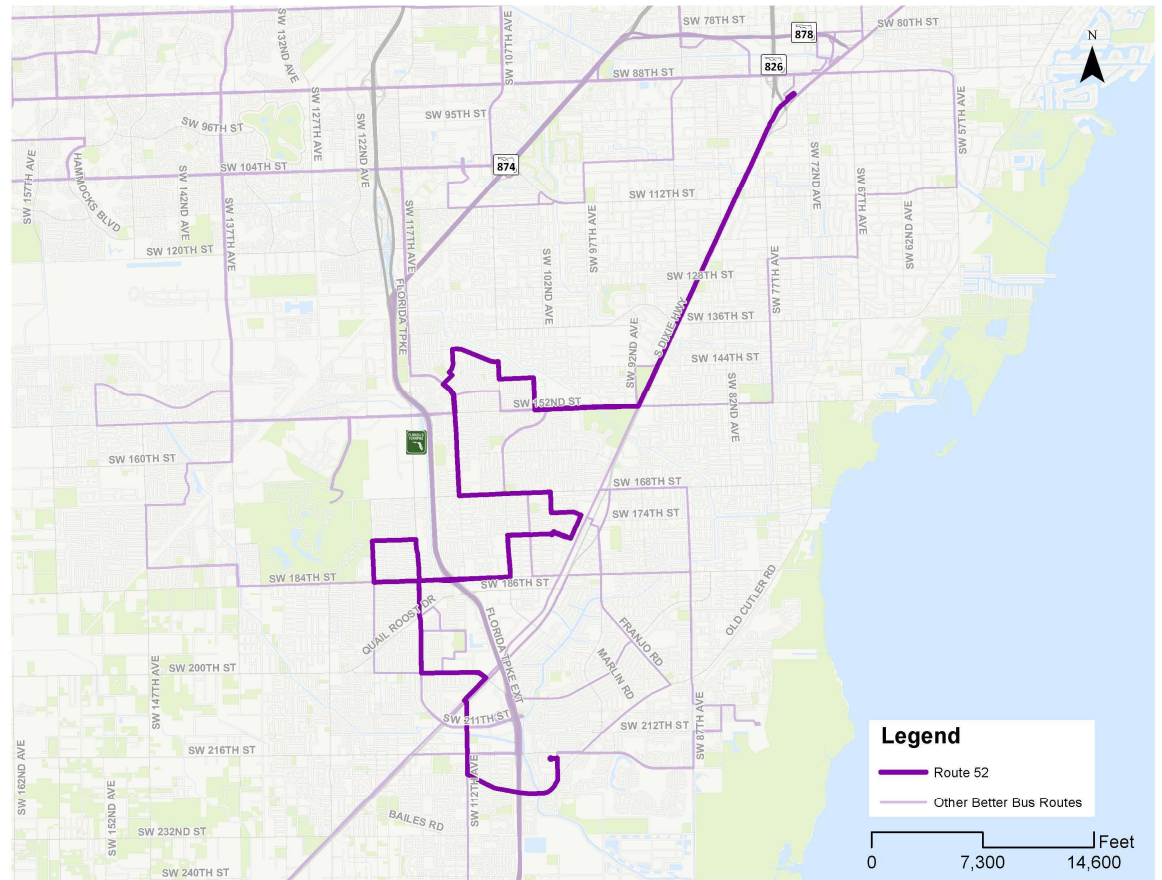 SW 78TH ST
SW 80TH ST
878
SW 132ND AVE
SW 107TH AVE
826
SW 88TH ST
N
SW 127TH AVE
SW 122ND AVE
SW 95TH ST
SW 96TH ST
SW 57TH AVE
SW 157TH AVE
HAMMOCKS BLVD
SW 142ND AVE
SW 104TH ST
874
SW 72ND AVE
SW 67TH AVE
SW 112TH ST
SW 137TH AVE
SW 117TH AVE
SW 97TH AVE
SW 62ND AVE
SW 120TH ST
SW 102ND AVE
SW 77TH AVE
SW 128TH ST
FLORIDA TPKE
S DIXIE HWY
SW 136TH ST
SW 92ND AVE
SW 144TH ST
SW 82ND AVE
SW 152ND ST
SW 160TH ST
SW 168TH ST
SW 174TH ST
SW 184TH ST
SW 186TH ST
OLD CUTLER RD
QUAIL ROOST DR
FLORIDA TPKE EXT
FRANJO RD
MARLIN RD
SW 200TH ST
SW 147TH AVE
SW 211TH ST
SW 212TH ST
SW 87TH AVE
SW 216TH ST
SW 162ND AVE
SW 152ND AVE
SW 112TH AVE
BAILES RD
SW 232ND ST
SW 240TH ST
Legend
Route 52
Other Better Bus Routes
Feet
0 7,300 14,600